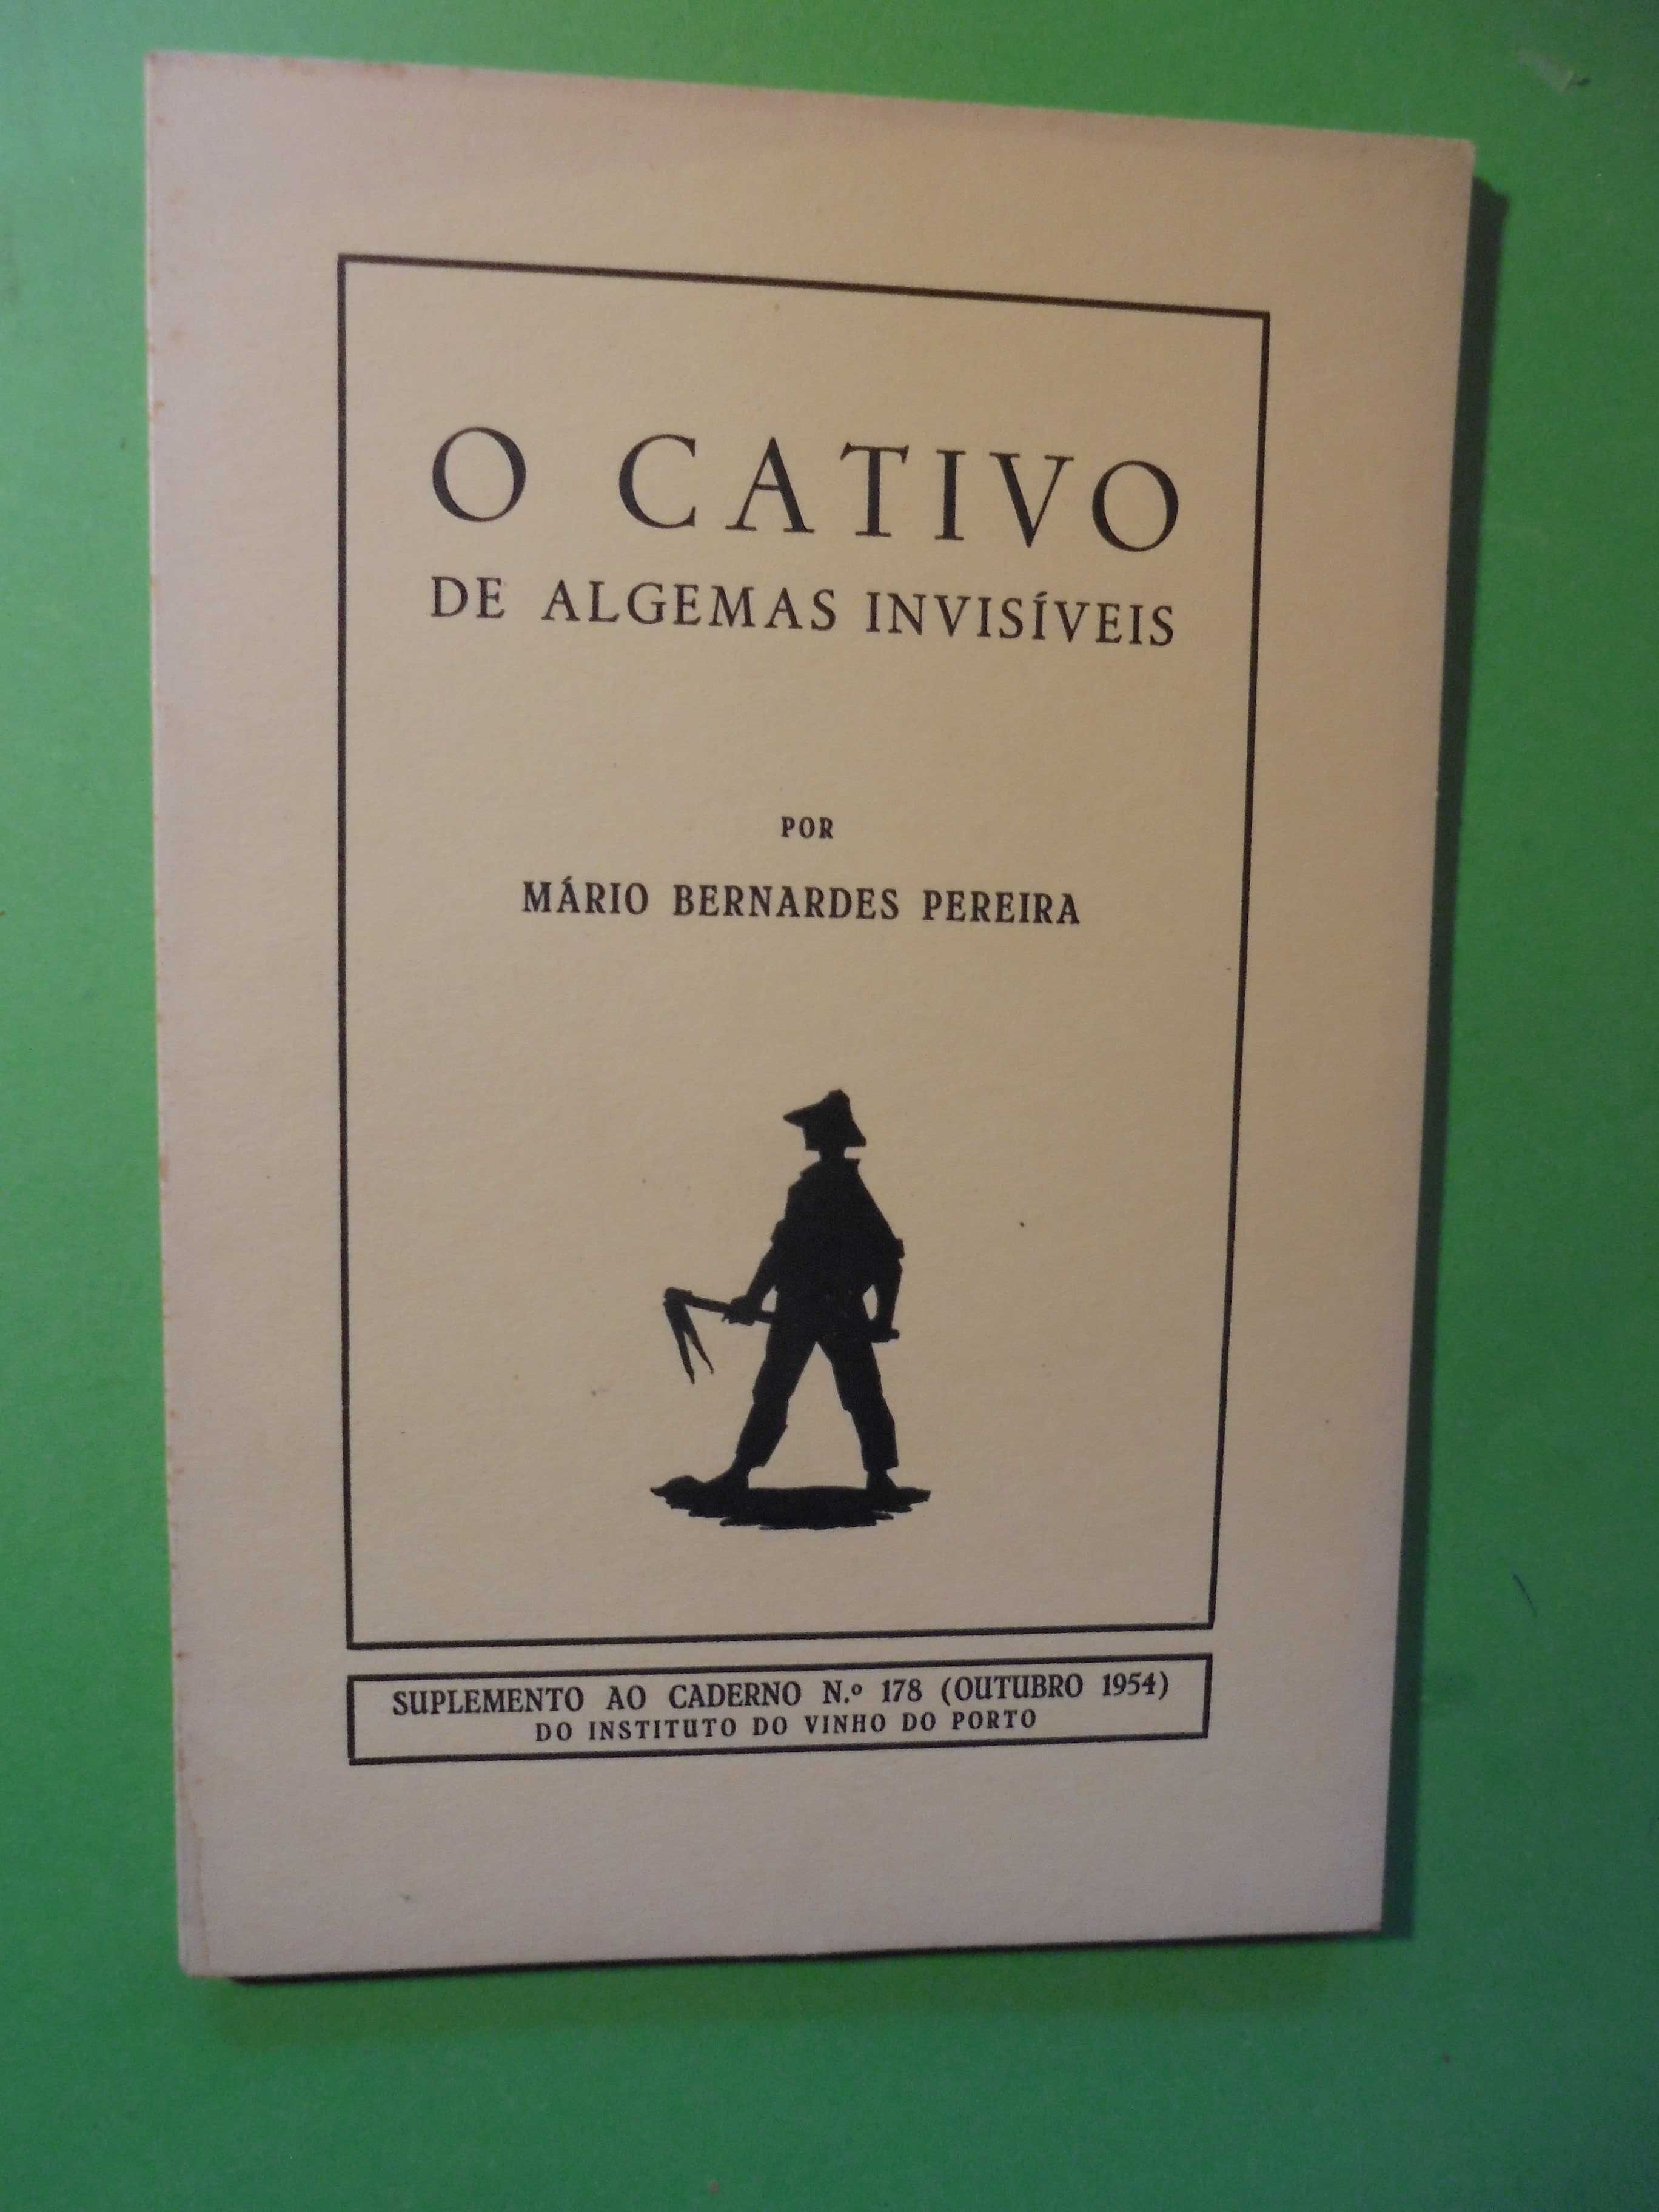 O CATIVO
DE ALGEMAS INVISÍVEIS
POR
MÁRIO BERNARDES PEREIRA
SUPLEMENTO AO CADERNO N.º 178 (OUTUBRO 1954)
DO INSTITUTO DO VINHO DO PORTO